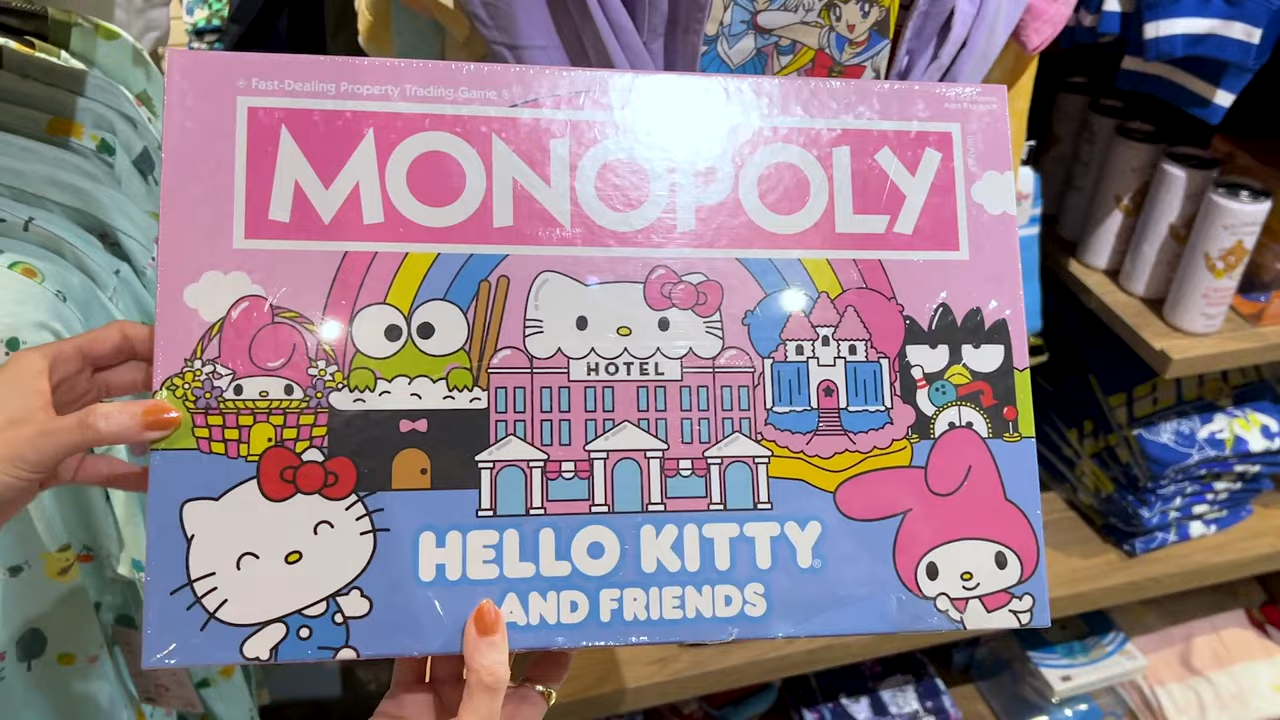 Fast-Dealing Property Trading Game
MONOPOLY
HOTEL
HELLO KITTY®
AND FRIENDS